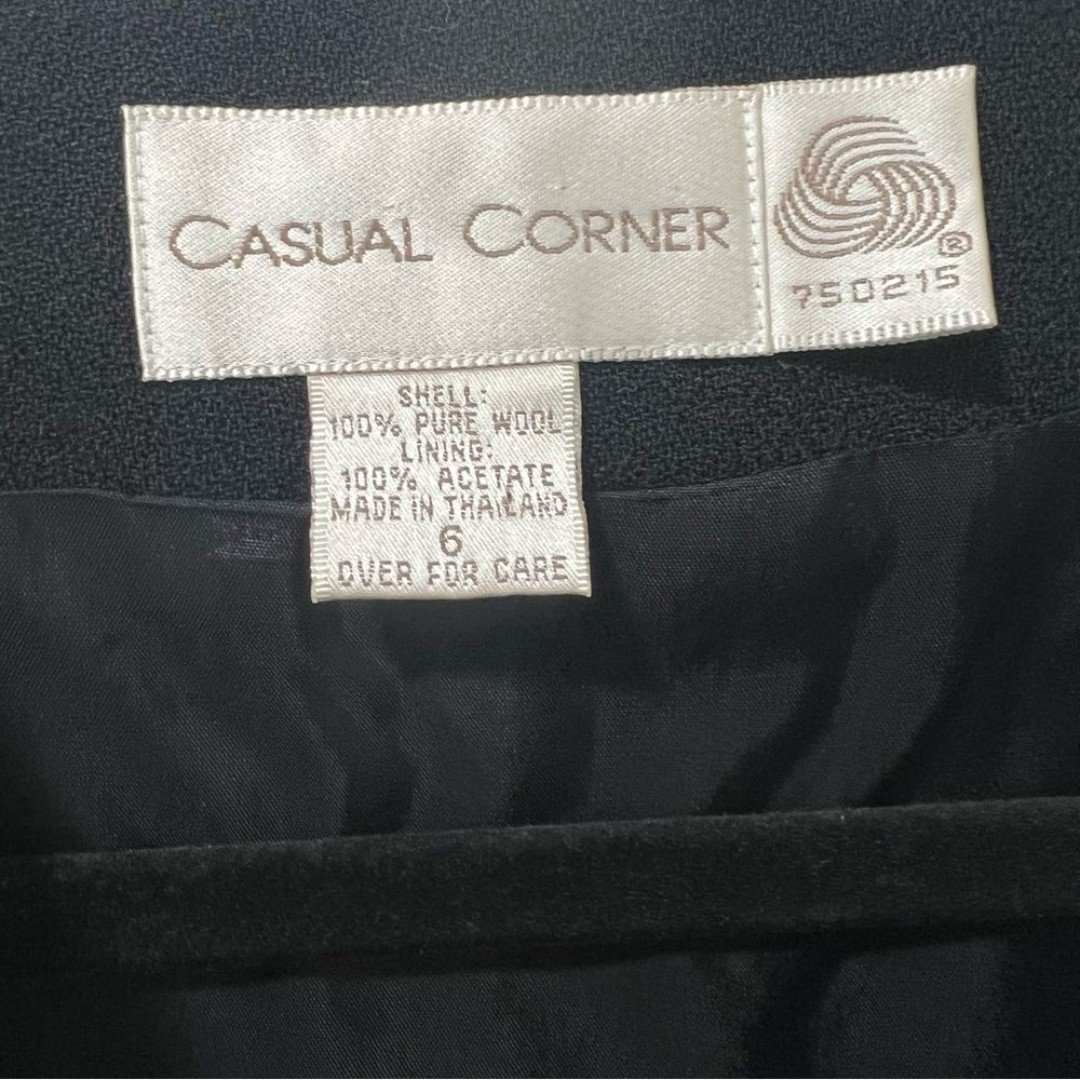 CASUAL CORNER
®
750215
SHELL:
100% PURE WOOL
LINING:
100% ACETATE
MADE IN THAILAND
6
OVER FOR CARE